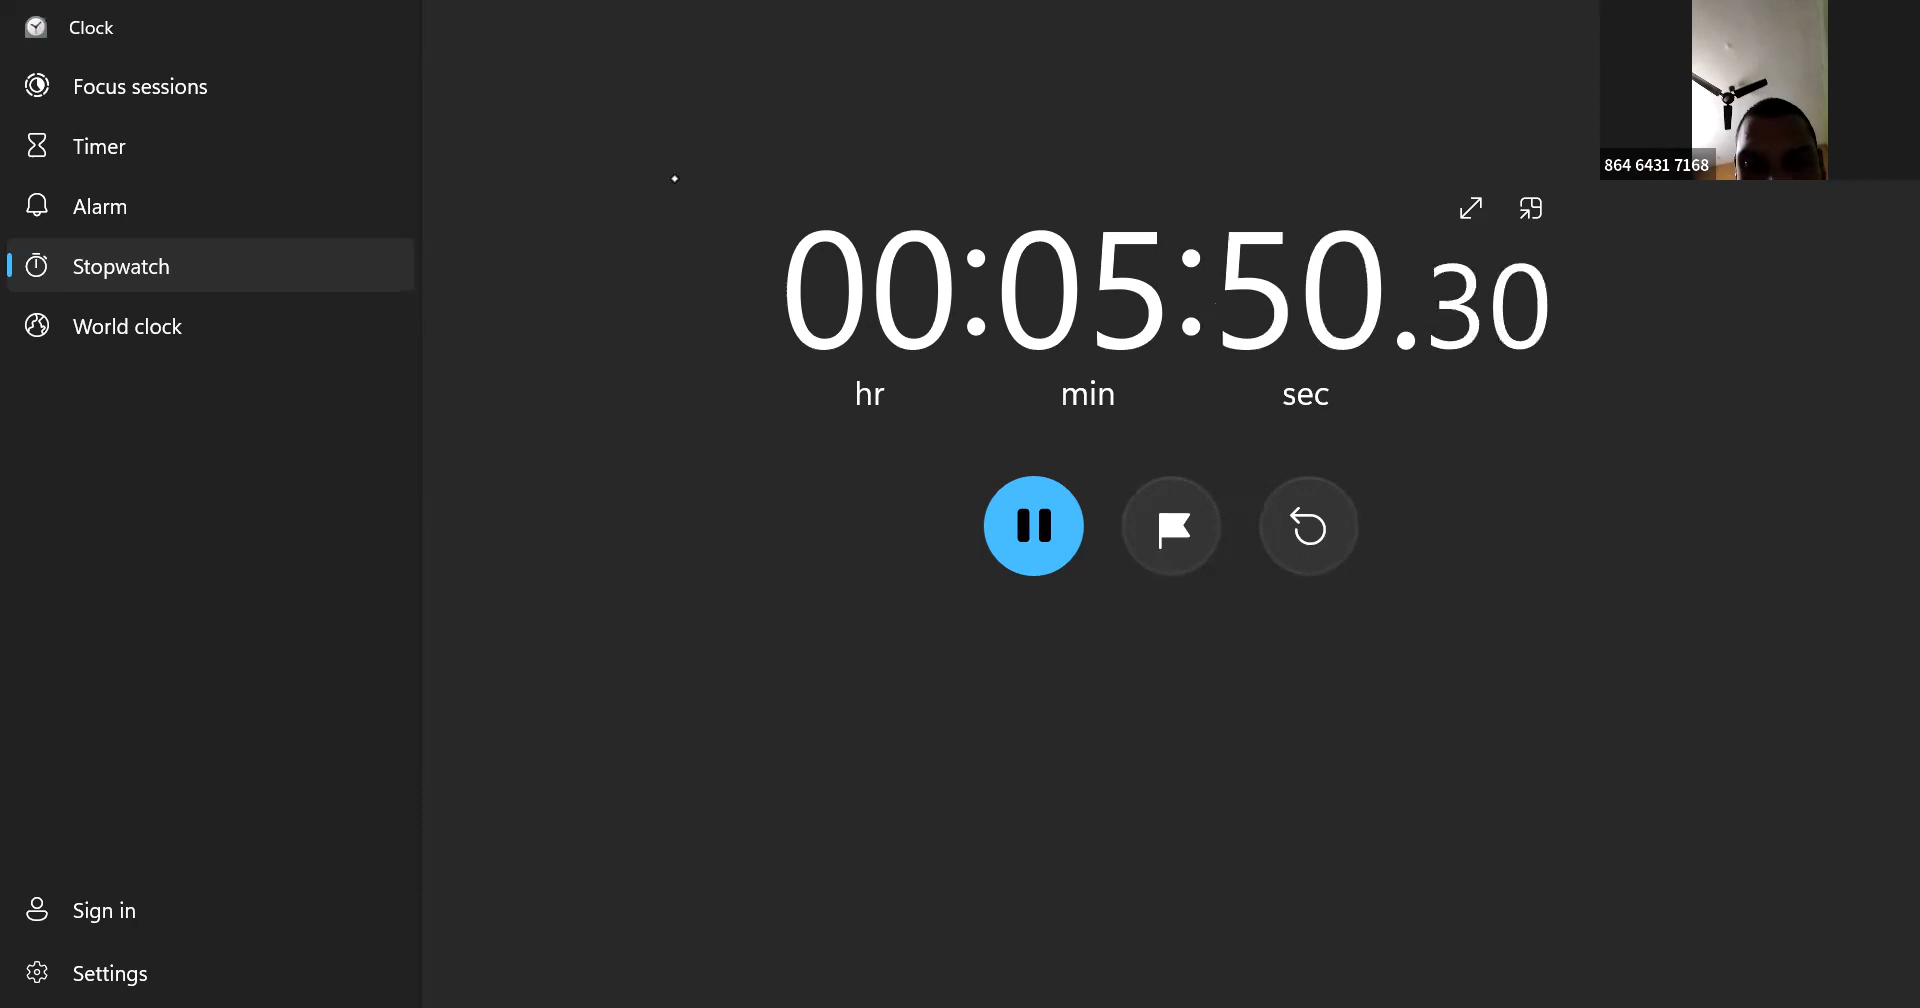 Clock
Focus sessions
Timer
Alarm
Stopwatch
World clock
864 6431 7168
00:05:50.30
hr min sec
Sign in
Settings